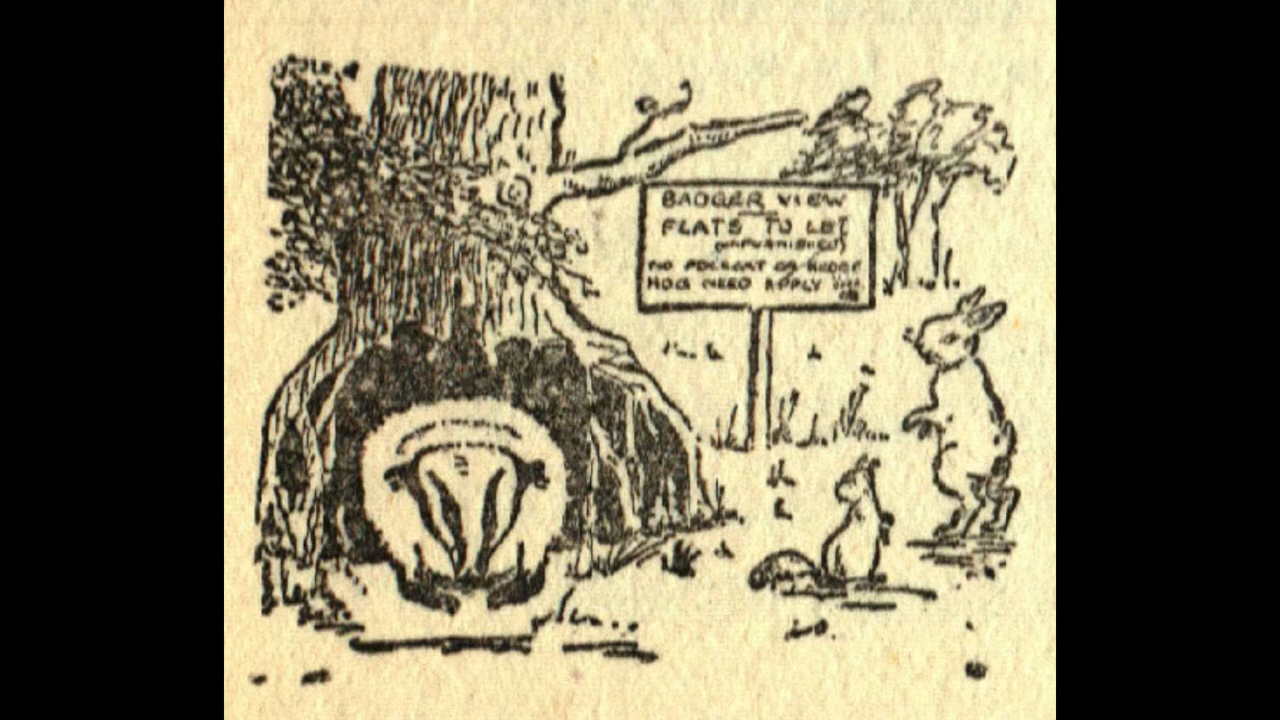 BADGER VIEW
FLATS TO LET
(UNFURNISHED)
NO POLECAT OR HEDGE
HOG NEED APPLY